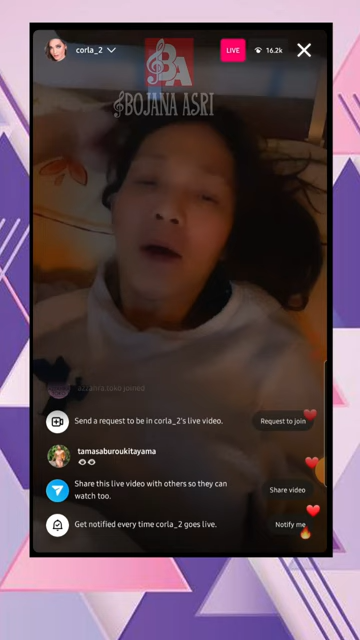 corla_2
LIVE
16.2k
BA
BOJANA ASRI
joined
Send a request to be in corla_2's live video.
Request to join
tamasaburoukitayama
Share this live video with others so they can
watch too.
Share video
Get notified every time corla_2 goes live.
Notify me